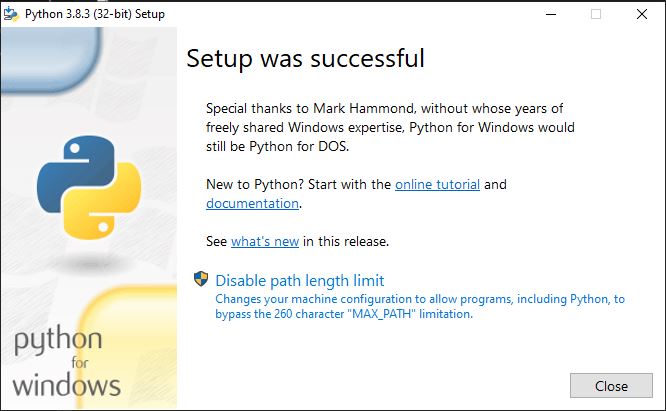 Python 3.8.3 (32-bit) Setup
Setup was successful
Special thanks to Mark Hammond, without whose years of
freely shared Windows expertise, Python for Windows would
still be Python for DOS.
New to Python? Start with the online tutorial and
documentation.
See what's new in this release.
Disable path length limit
Changes your machine configuration to allow programs, including Python, to
bypass the 260 character "MAX_PATH" limitation.
python
for
windows
Close